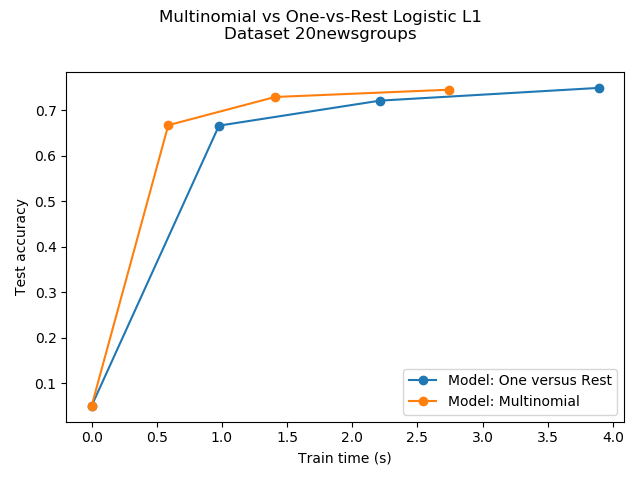 Multinomial vs One-vs-Rest Logistic L1
Dataset 20newsgroups
Test accuracy
0.7
0.6
0.5
0.4
0.3
0.2
0.1
0.0 0.5 1.0 1.5 2.0 2.5 3.0 3.5 4.0
Train time (s)
Model: One versus Rest
Model: Multinomial